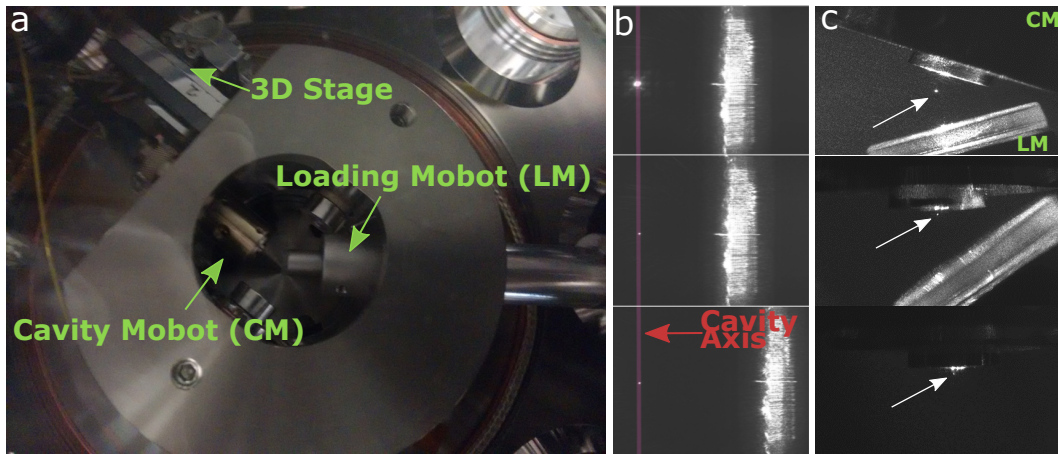 a
3D Stage
Loading Mobot (LM)
Cavity Mobot (CM)
b
Cavity
Axis
c
CM
LM